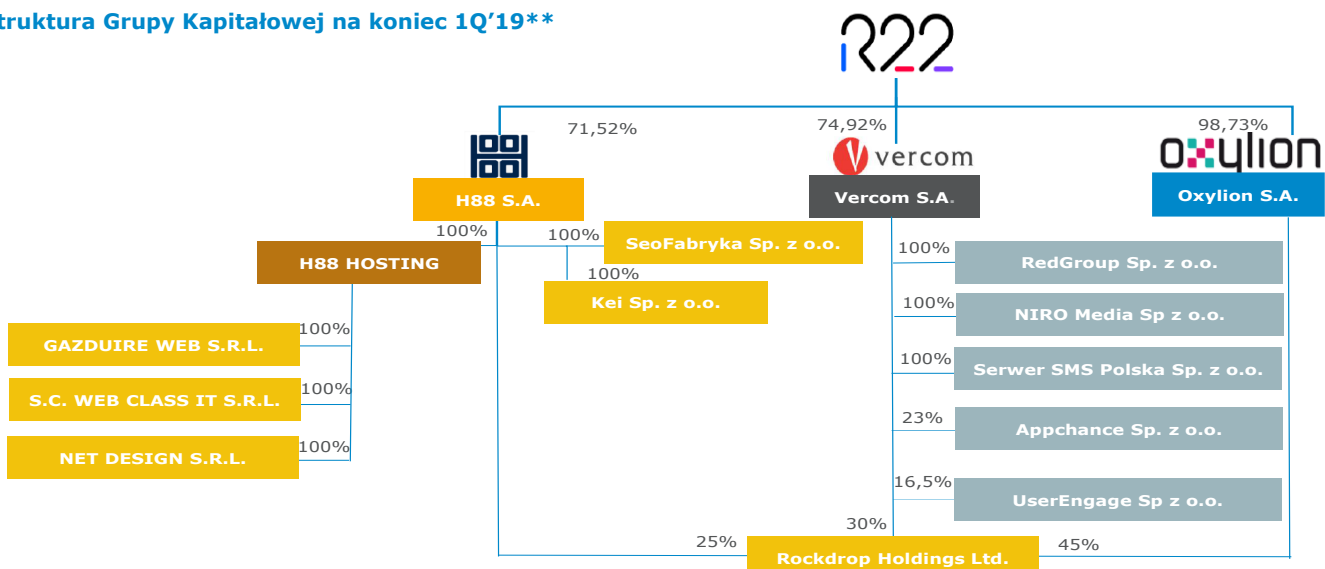 truktura Grupy Kapitałowej na koniec 1Q’19**
R22
71,52%
74,92%
98,73%
vercom
oxylion
H88 S.A.
Vercom S.A.
Oxylion S.A.
100%
100%
SeoFabryka Sp. z o.o.
H88 HOSTING
100%
Kei Sp. z o.o.
100%
RedGroup Sp. z o.o.
100%
NIRO Media Sp z o.o.
100%
GAZDUIRE WEB S.R.L.
100%
Serwer SMS Polska Sp. z o.o.
100%
S.C. WEB CLASS IT S.R.L.
23%
Appchance Sp. z o.o.
100%
NET DESIGN S.R.L.
16,5%
UserEngage Sp z o.o.
30%
25%
Rockdrop Holdings Ltd.
45%